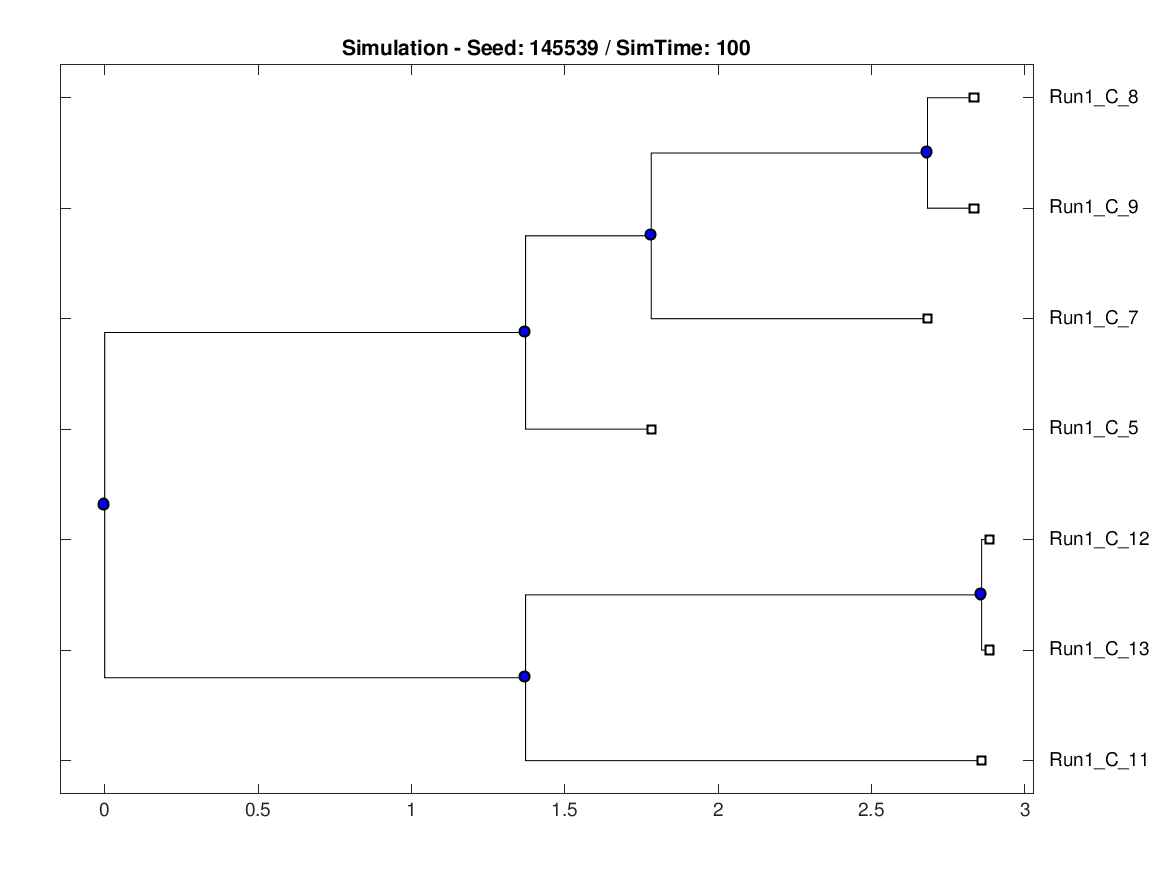 Simulation - Seed: 145539 / SimTime: 100
Run1_C_8
Run1_C_9
Run1_C_7
Run1_C_5
Run1_C_12
Run1_C_13
Run1_C_11
0 0.5 1 1.5 2 2.5 3